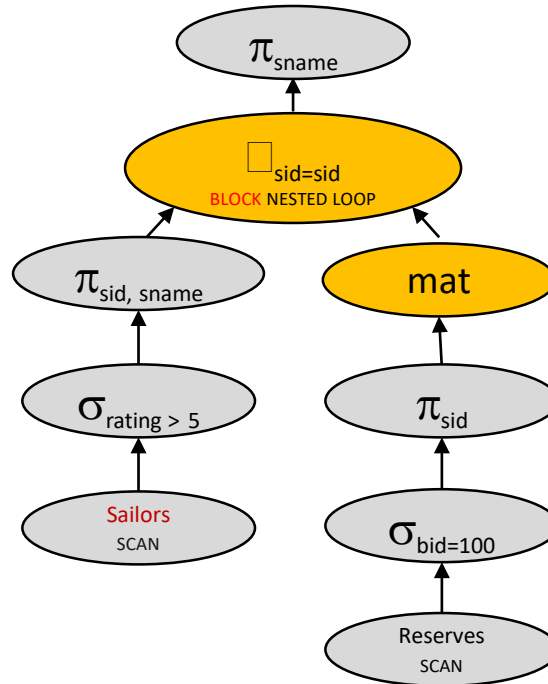 πsname
□sid=sid
BLOCK NESTED LOOP
πsid, sname
mat
σrating > 5
πsid
Sailors
SCAN
σbid=100
Reserves
SCAN